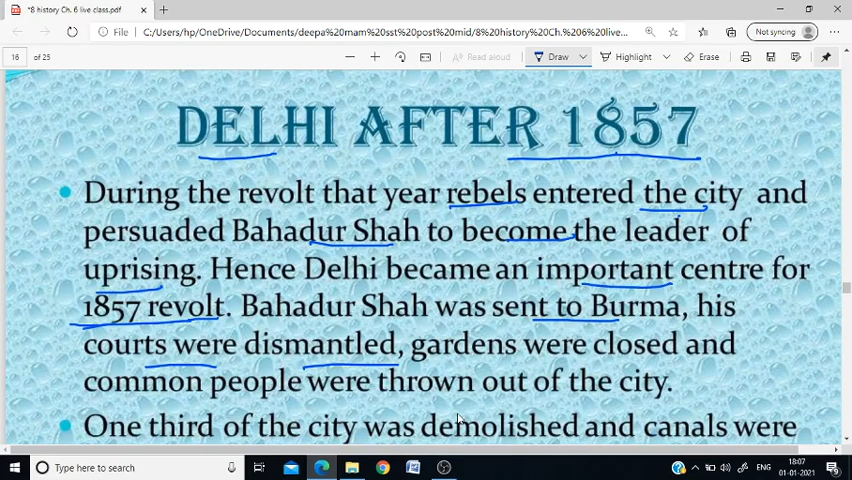 *8 history Ch. 6 live class.pdf
File C:/Users/hp/OneDrive/Documents/deepa%20mam%20sst%20post%20mid/8%20history%20Ch.%206%20live...
Not syncing
16 of 25
Read aloud Draw Highlight Erase
DELHI AFTER 1857
During the revolt that year rebels entered the city and
persuaded Bahadur Shah to become the leader of
uprising. Hence Delhi became an important centre for
1857 revolt. Bahadur Shah was sent to Burma, his
courts were dismantled, gardens were closed and
common people were thrown out of the city.
One third of the city was demolished and canals were
Type here to search
ENG
18:07
01-01-2021